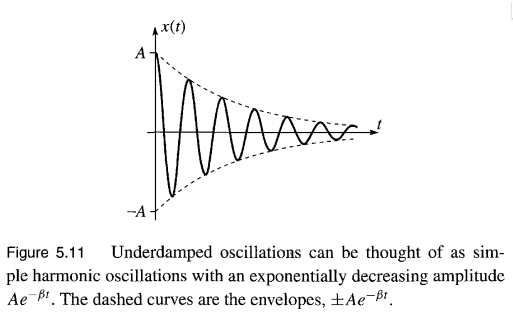 x(t)
A
t
−A
Figure 5.11 Underdamped oscillations can be thought of as sim-
ple harmonic oscillations with an exponentially decreasing amplitude
Ae^{−βt}. The dashed curves are the envelopes, ±Ae^{−βt}.